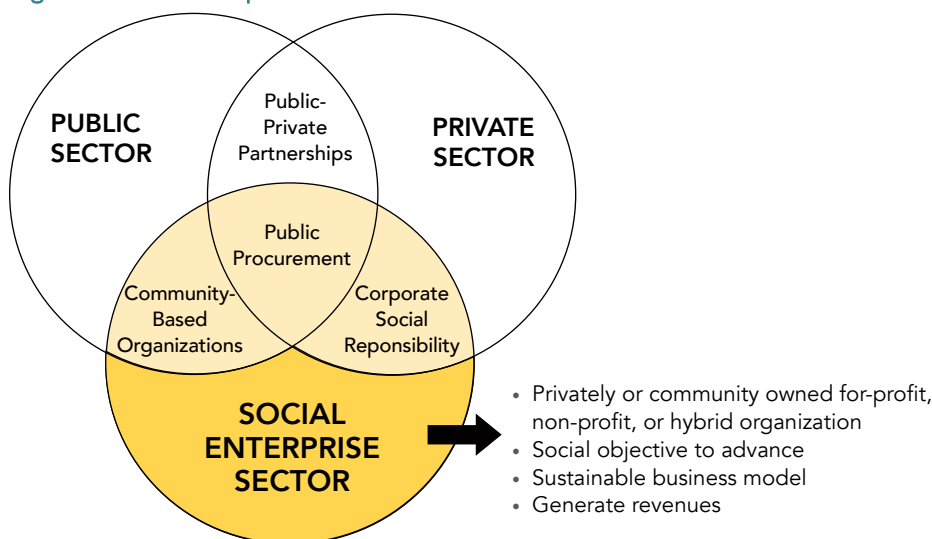 PUBLIC
SECTOR
Public-
Private
Partnerships
PRIVATE
SECTOR
Public
Procurement
Community-
Based
Organizations
Corporate
Social
Reponsibility
SOCIAL
ENTERPRISE
SECTOR
• Privately or community owned for-profit,
non-profit, or hybrid organization
• Social objective to advance
• Sustainable business model
• Generate revenues